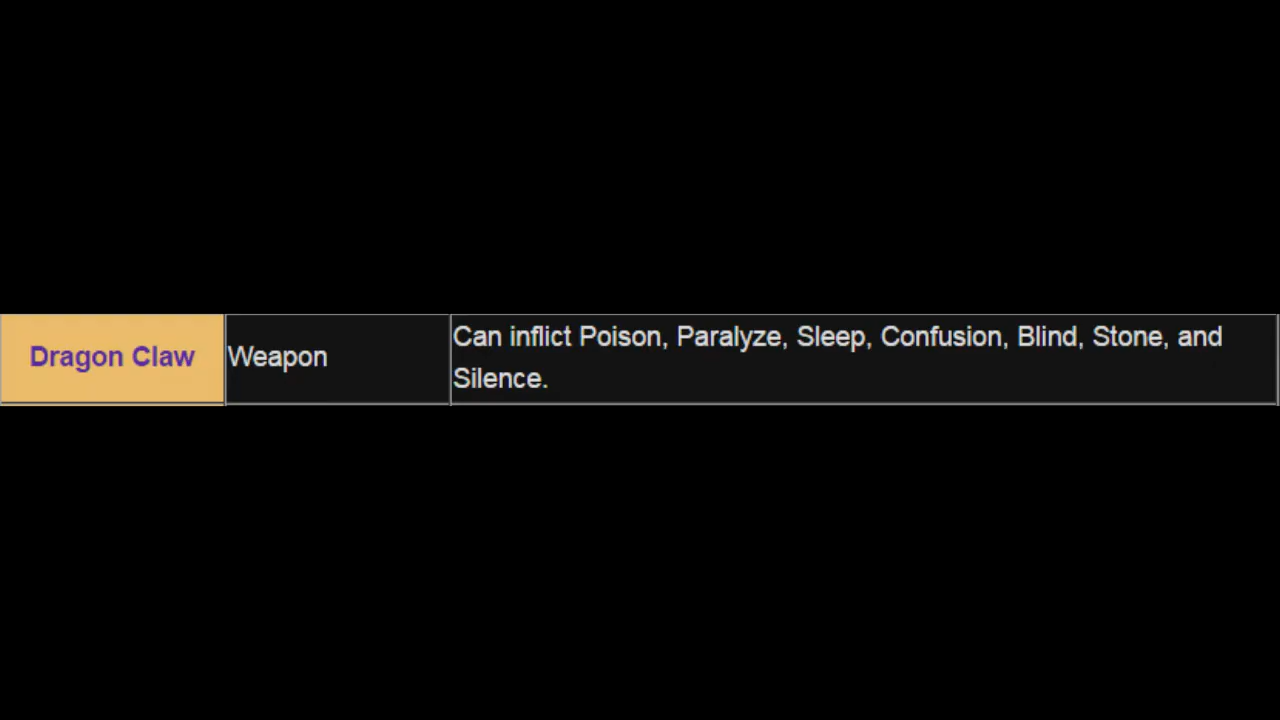 Dragon Claw
Weapon
Can inflict Poison, Paralyze, Sleep, Confusion, Blind, Stone, and
Silence.